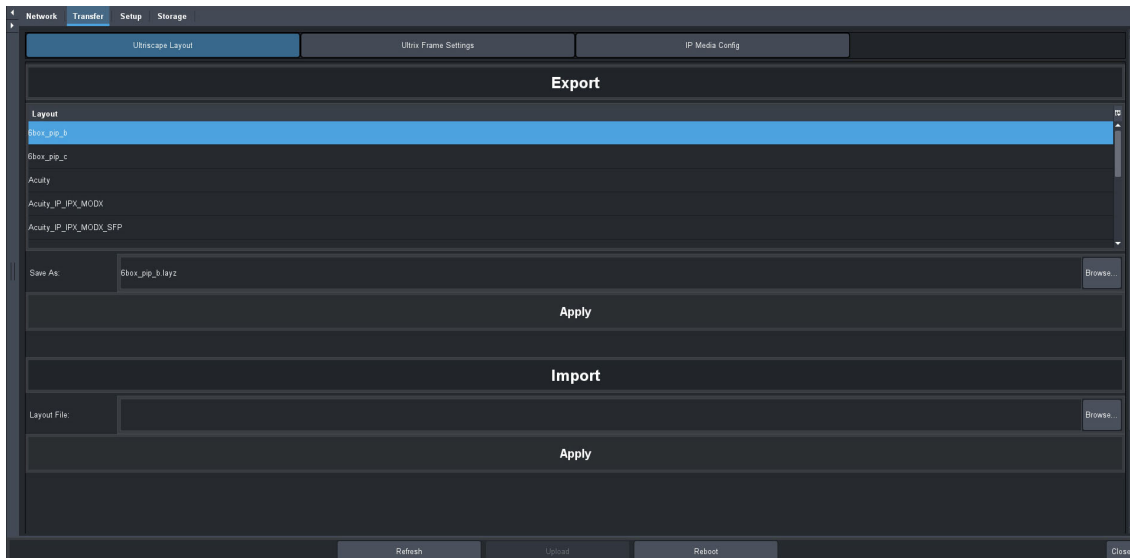 Network Transfer Setup Storage
Ultriscape Layout Ultrix Frame Settings IP Media Config
Export
Layout
6box_pip_b
6box_pip_c
Acuity
Acuity_IP_IPX_MODX
Acuity_IP_IPX_MODX_SFP
Save As: 6box_pip_b.layz Browse...
Apply
Import
Layout File: Browse...
Apply
Refresh Upload Reboot Close